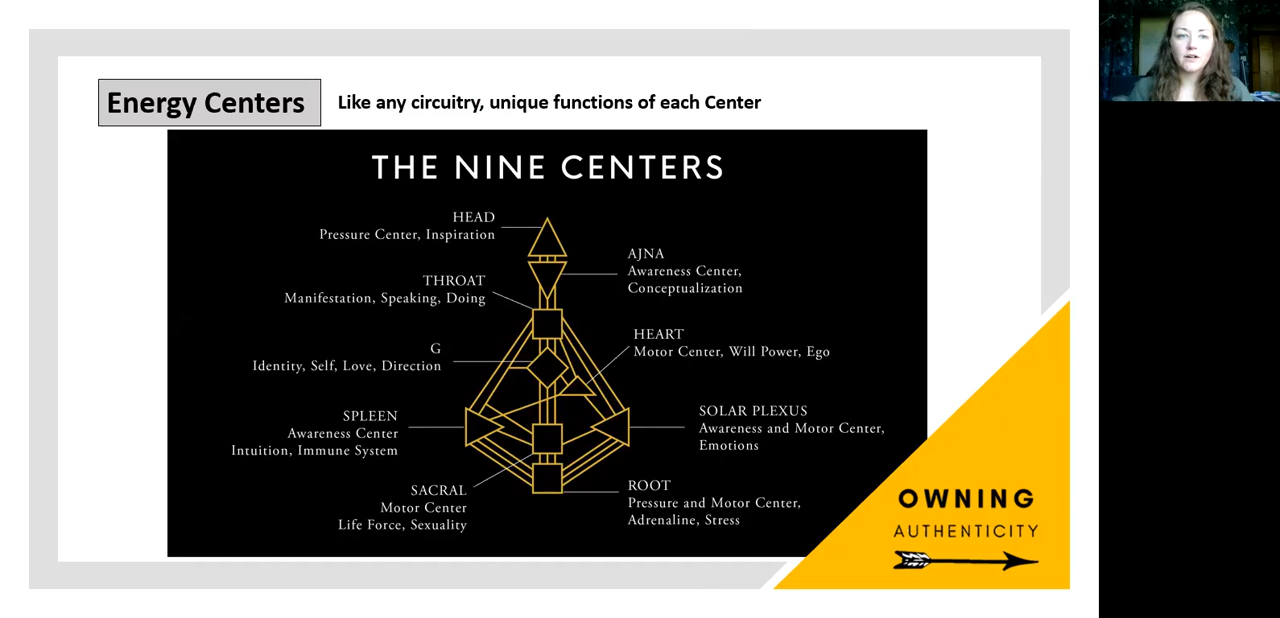 Energy Centers
Like any circuitry, unique functions of each Center
THE NINE CENTERS
HEAD
Pressure Center, Inspiration
AJNA
Awareness Center,
Conceptualization
THROAT
Manifestation, Speaking, Doing
HEART
Motor Center, Will Power, Ego
G
Identity, Self, Love, Direction
SPLEEN
Awareness Center
Intuition, Immune System
SOLAR PLEXUS
Awareness and Motor Center,
Emotions
SACRAL
Motor Center
Life Force, Sexuality
ROOT
Pressure and Motor Center,
Adrenaline, Stress
OWNING
AUTHENTICITY